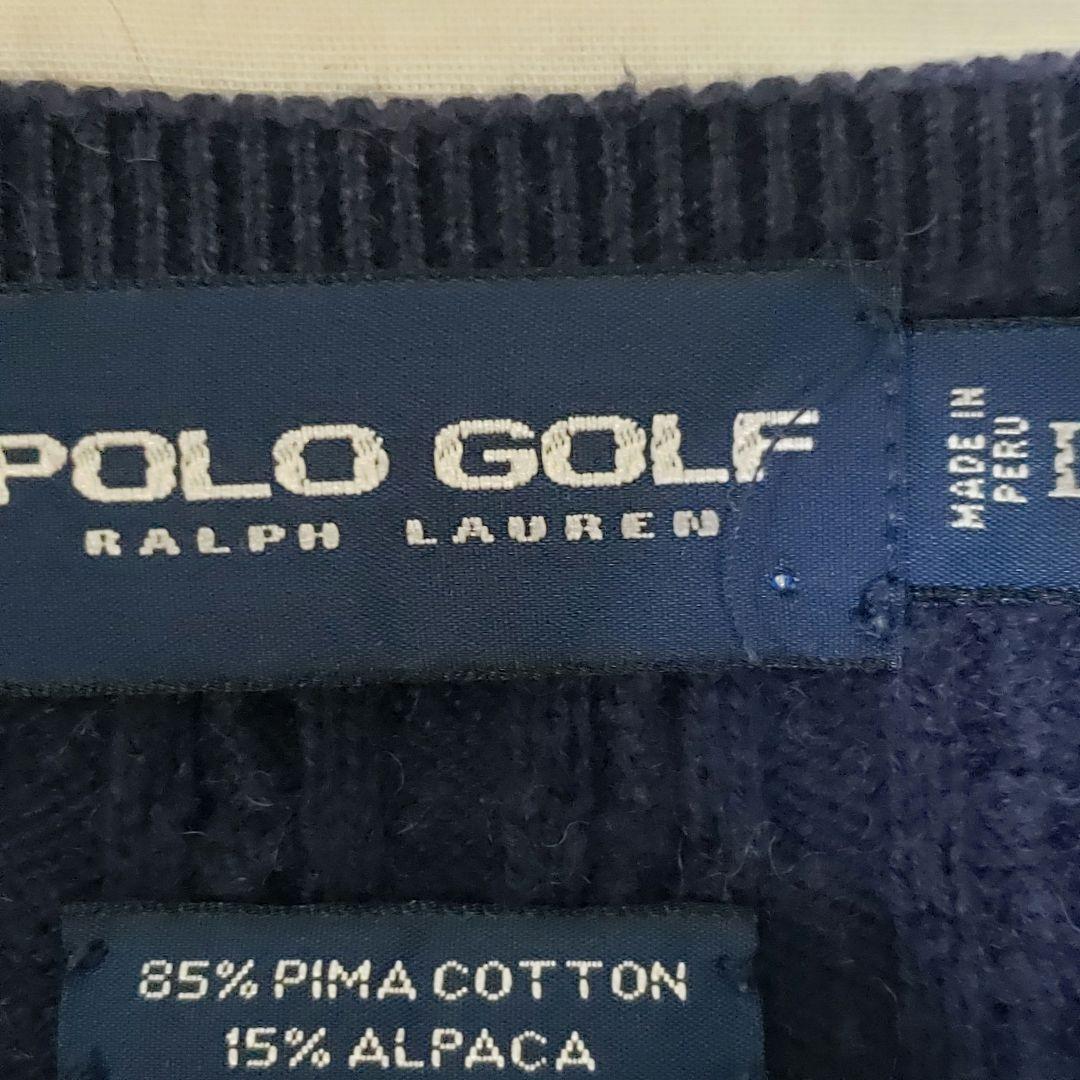 POLO GOLF
RALPH LAUREN
MADE IN
PERU
85% PIMA COTTON
15% ALPACA